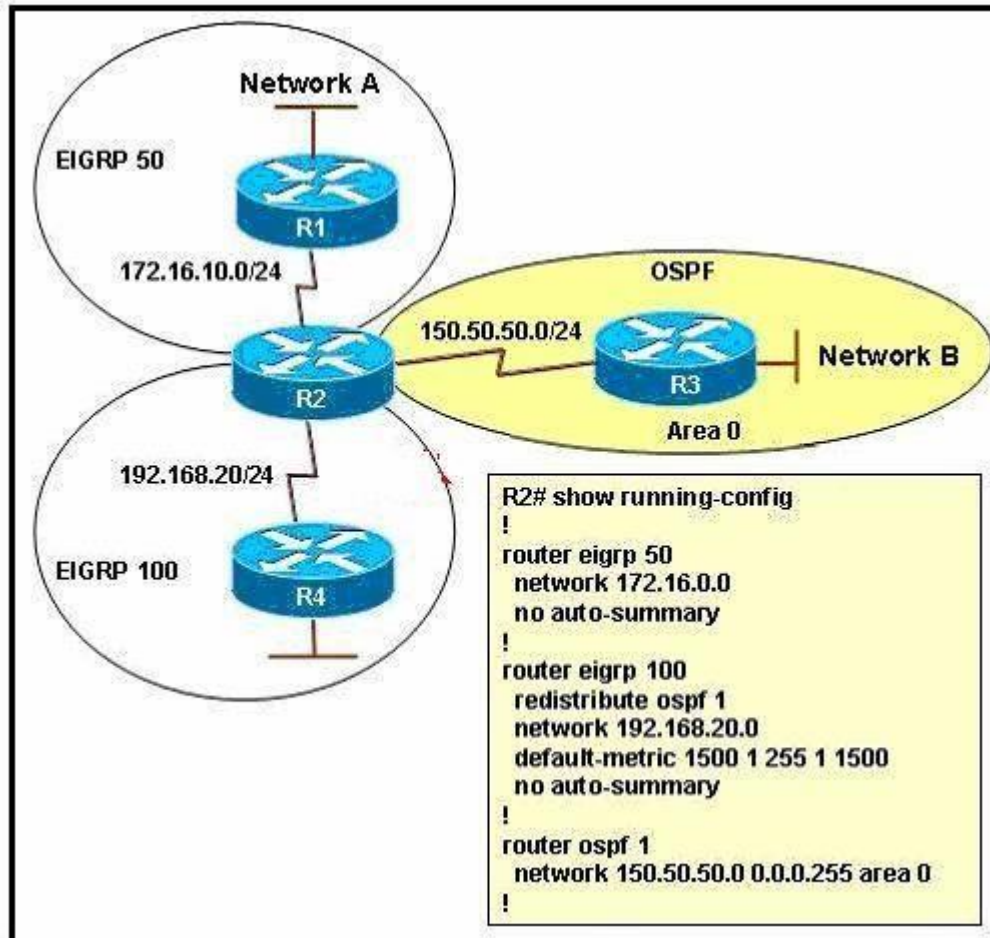 Network A
EIGRP 50
R1
172.16.10.0/24
OSPF
150.50.50.0/24
R2
R3
Network B
Area 0
192.168.20/24
EIGRP 100
R4
R2# show running-config
!
router eigrp 50
network 172.16.0.0
no auto-summary
!
router eigrp 100
redistribute ospf 1
network 192.168.20.0
default-metric 1500 1 255 1 1500
no auto-summary
!
router ospf 1
network 150.50.50.0 0.0.0.255 area 0
!